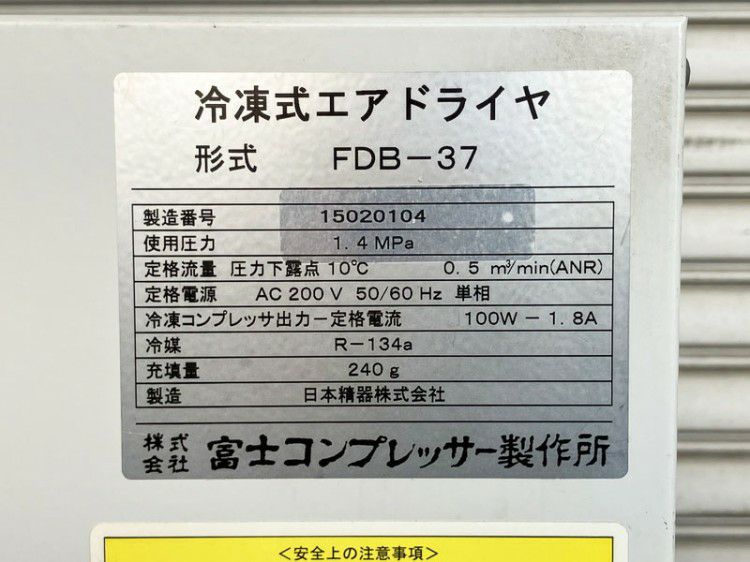 冷凍式エアドライヤ
形式 FDB－37
製造番号 15020104
使用圧力 1.4 MPa
定格流量 圧力下露点 10℃ 0.5 m³/min(ANR)
定格電源 AC 200 V 50/60 Hz 単相
冷凍コンプレッサ出力ー定格電流 100W － 1.8A
冷媒 R－134a
充填量 240 g
製造 日本精器株式会社
株式会社 富士コンプレッサー製作所
＜安全上の注意事項＞